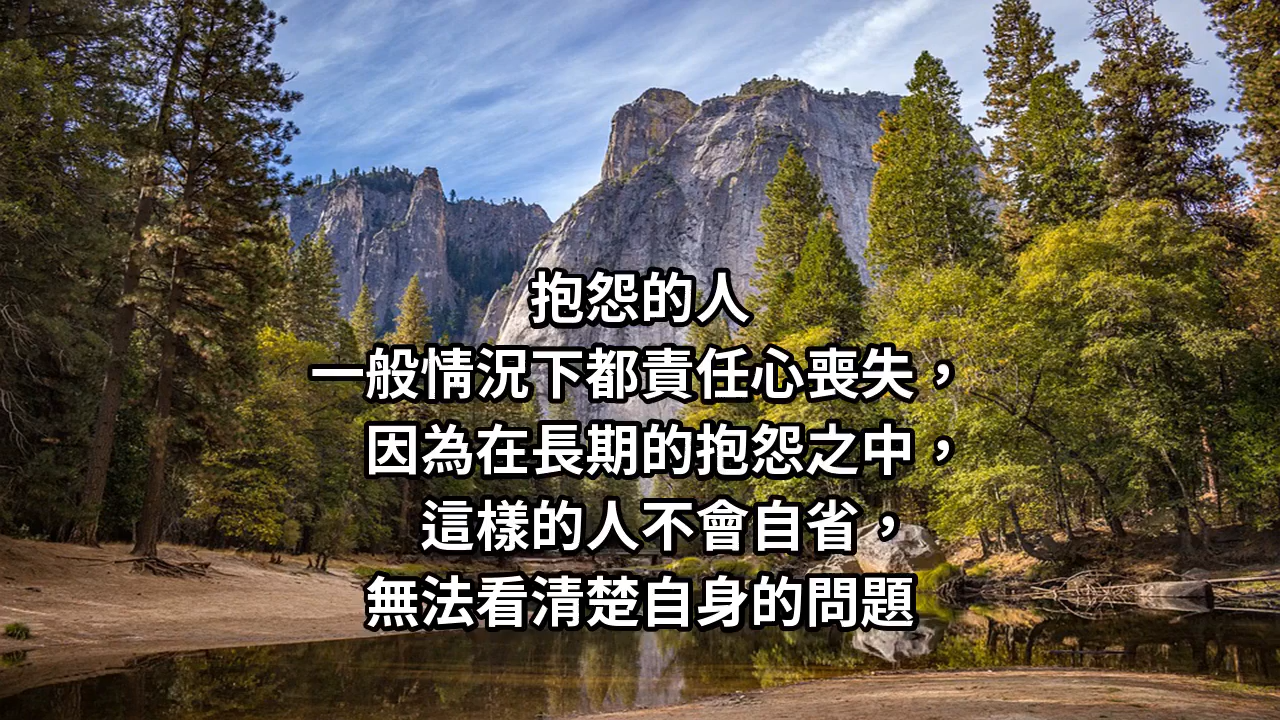 抱怨的人
一般情況下都責任心喪失，
因為在長期的抱怨之中，
這樣的人不會自省，
無法看清楚自身的問題